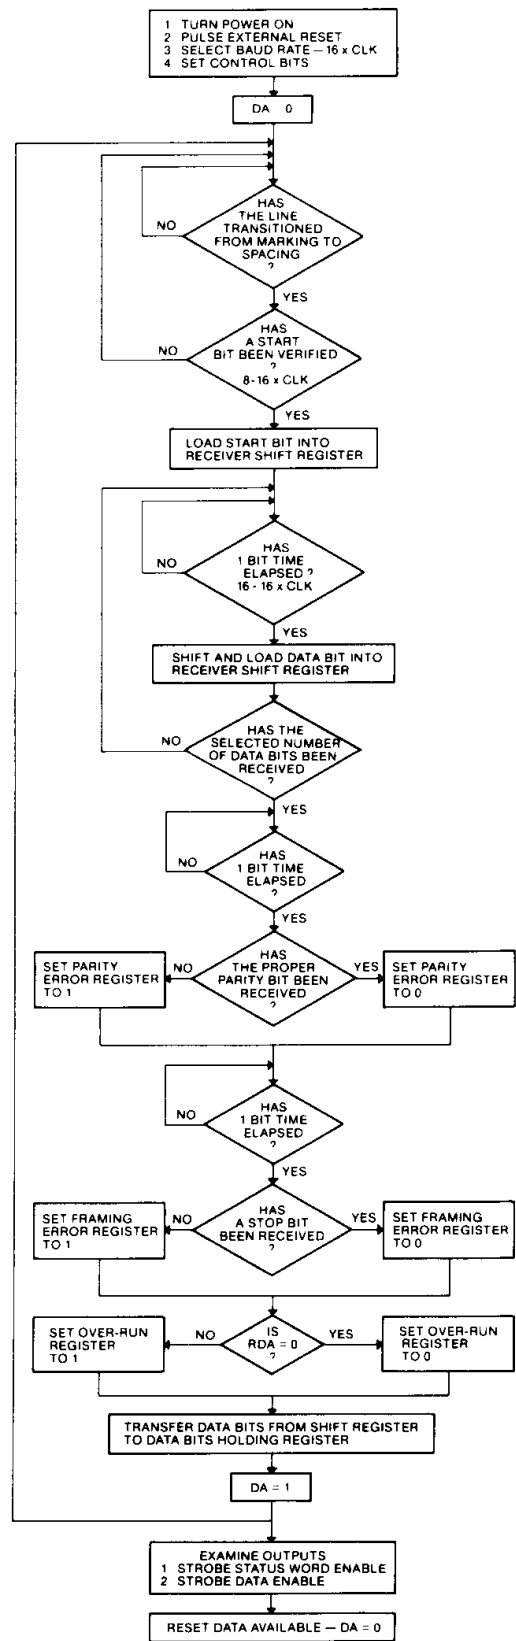 1 TURN POWER ON
2 PULSE EXTERNAL RESET
3 SELECT BAUD RATE — 16 x CLK
4 SET CONTROL BITS
DA 0
HAS
THE LINE
TRANSITIONED
FROM MARKING TO
SPACING
?
NO
YES
HAS
A START
BIT BEEN VERIFIED
?
8-16 x CLK
NO
YES
LOAD START BIT INTO
RECEIVER SHIFT REGISTER
HAS
1 BIT TIME
ELAPSED ?
16 - 16 x CLK
NO
YES
SHIFT AND LOAD DATA BIT INTO
RECEIVER SHIFT REGISTER
HAS THE
SELECTED NUMBER
OF DATA BITS BEEN
RECEIVED
?
NO
YES
HAS
1 BIT TIME
ELAPSED
?
NO
YES
HAS
THE PROPER
PARITY BIT BEEN
RECEIVED
?
NO
YES
SET PARITY
ERROR REGISTER
TO 1
SET PARITY
ERROR REGISTER
TO 0
HAS
1 BIT TIME
ELAPSED
?
NO
YES
HAS
A STOP BIT
BEEN RECEIVED
?
NO
YES
SET FRAMING
ERROR REGISTER
TO 1
SET FRAMING
ERROR REGISTER
TO 0
IS
RDA = 0
?
NO
YES
SET OVER-RUN
REGISTER
TO 1
SET OVER-RUN
REGISTER
TO 0
TRANSFER DATA BITS FROM SHIFT REGISTER
TO DATA BITS HOLDING REGISTER
DA = 1
EXAMINE OUTPUTS
1 STROBE STATUS WORD ENABLE
2 STROBE DATA ENABLE
RESET DATA AVAILABLE — DA = 0